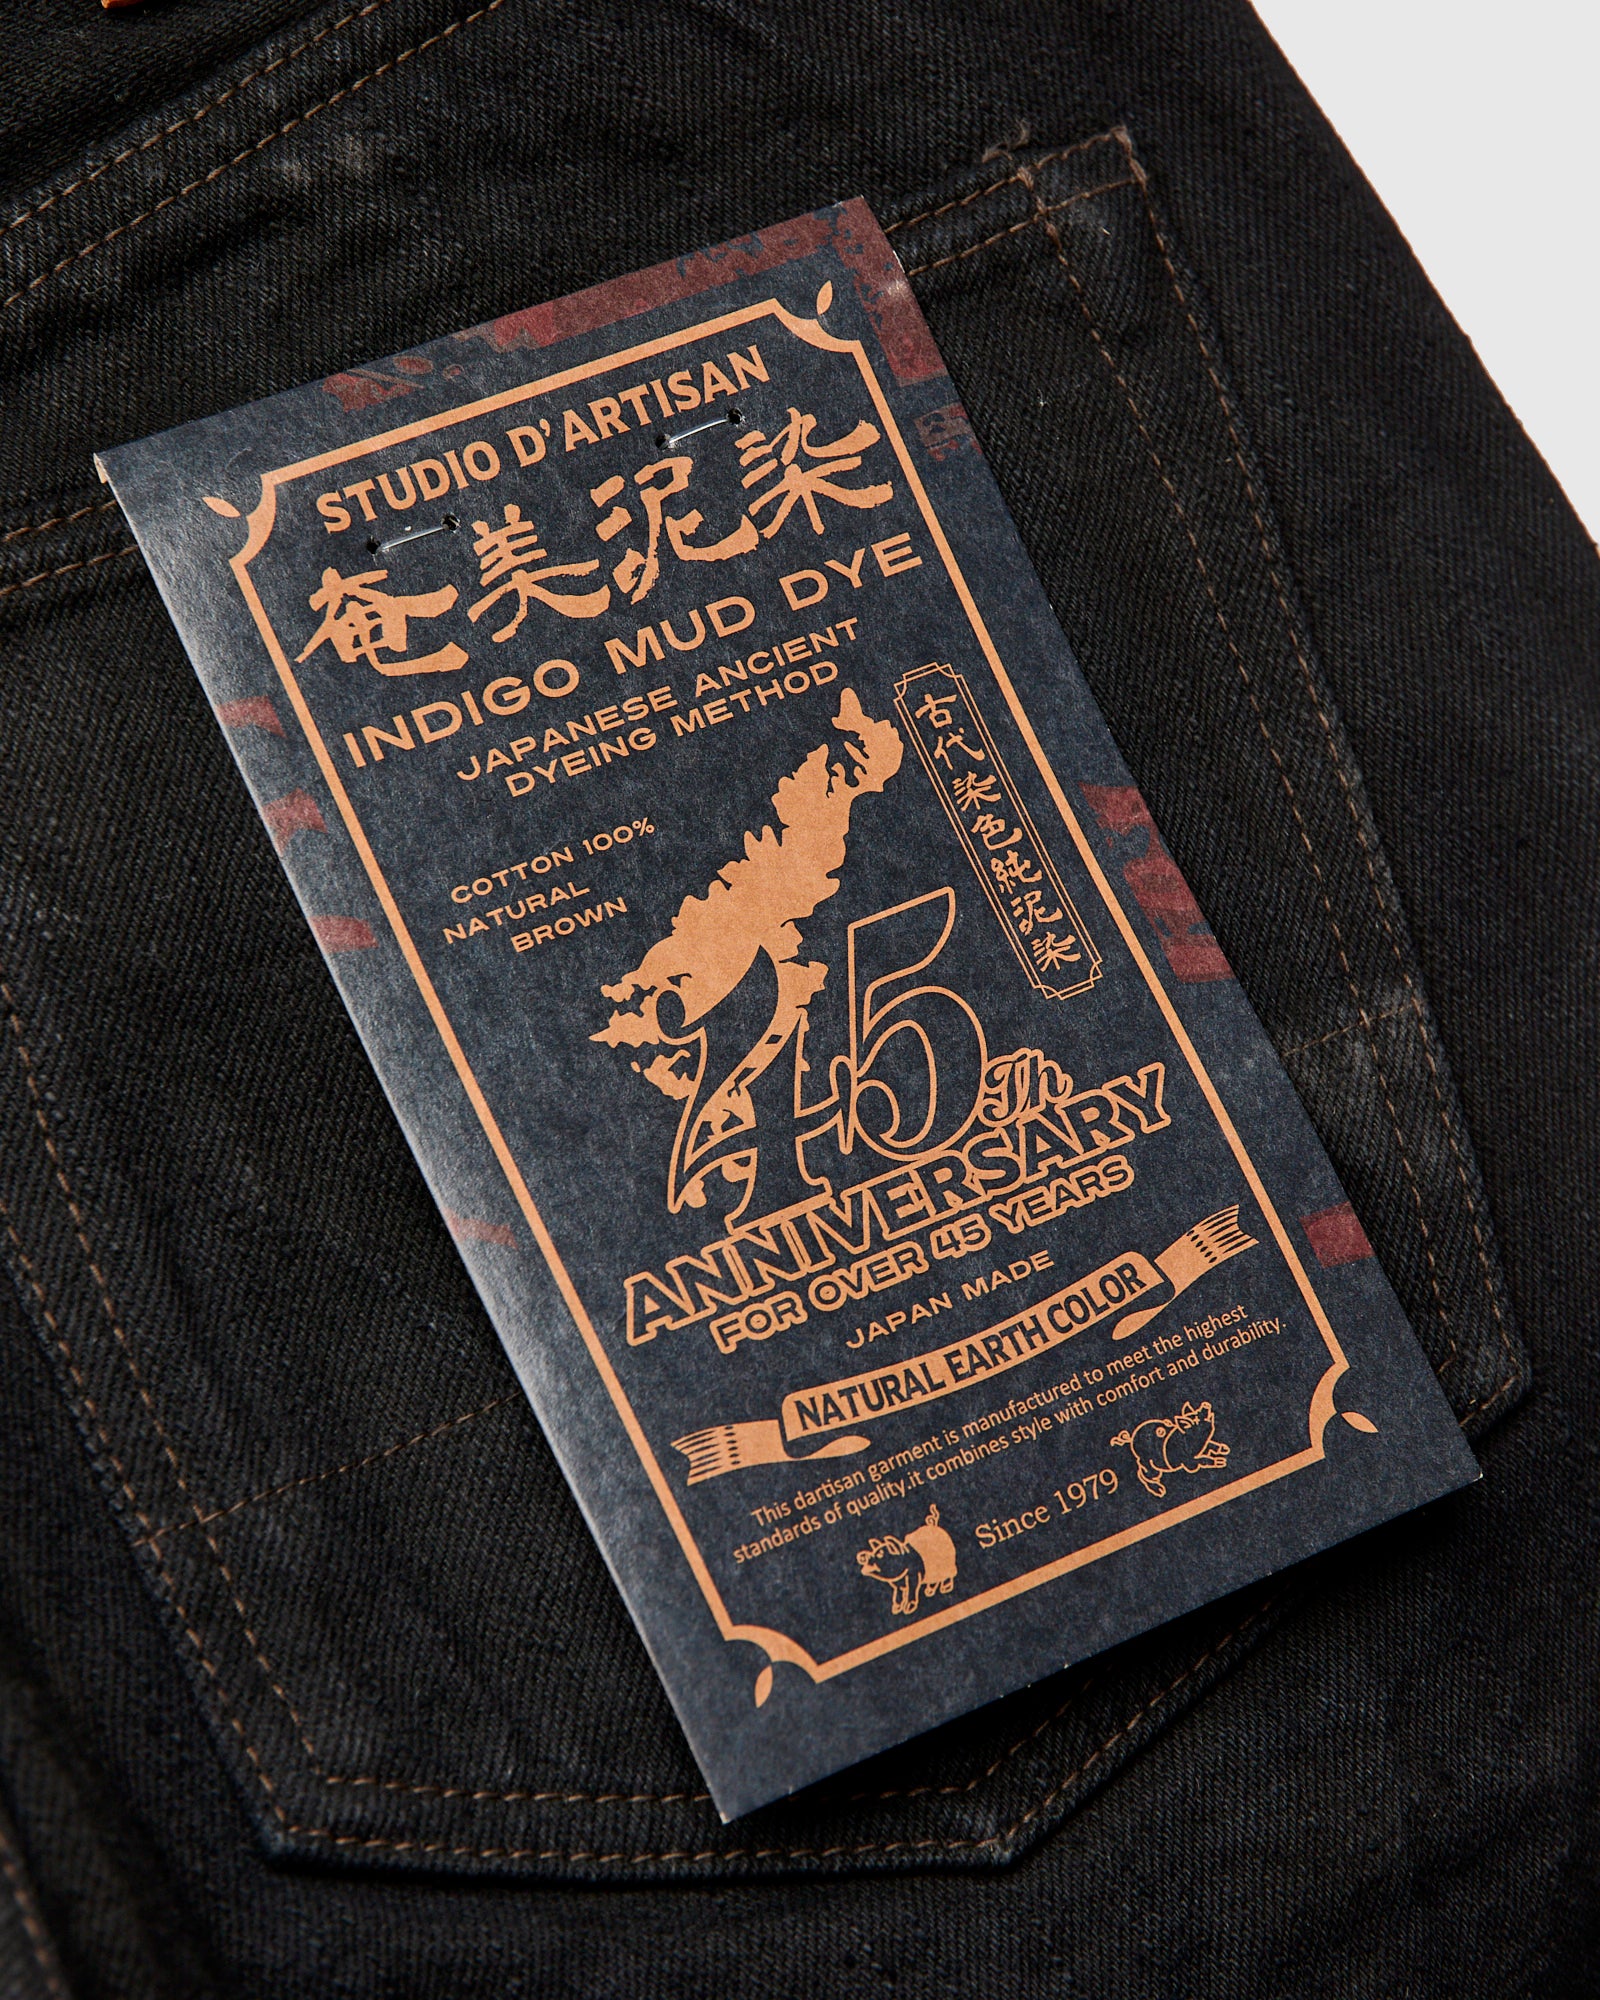 STUDIO D'ARTISAN
奄美泥染
INDIGO MUD DYE
JAPANESE ANCIENT
DYEING METHOD
古代染色純泥染
COTTON 100%
NATURAL
BROWN
45Th
ANNIVERSARY
FOR OVER 45 YEARS
JAPAN MADE
NATURAL EARTH COLOR
This dartisan garment is manufactured to meet the highest
standards of quality.it combines style with comfort and durability.
Since 1979